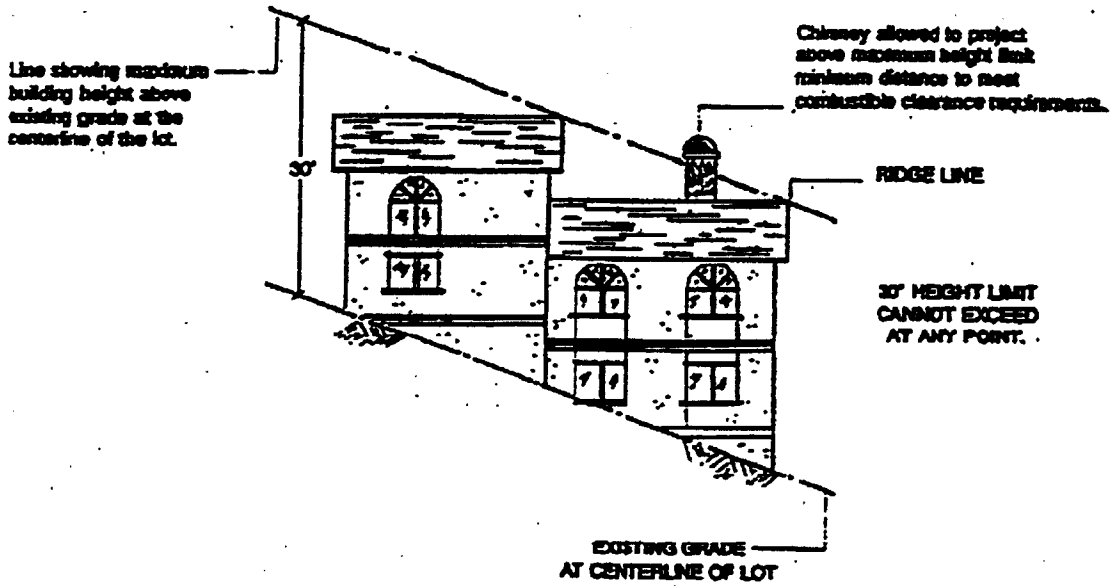 Line showing maximum
building height above
existing grade at the
centerline of the lot.
Chimney allowed to project
above maximum height limit
minimum distance to meet
combustible clearance requirements.
30'
RIDGE LINE
30' HEIGHT LIMIT
CANNOT EXCEED
AT ANY POINT.
EXISTING GRADE
AT CENTERLINE OF LOT